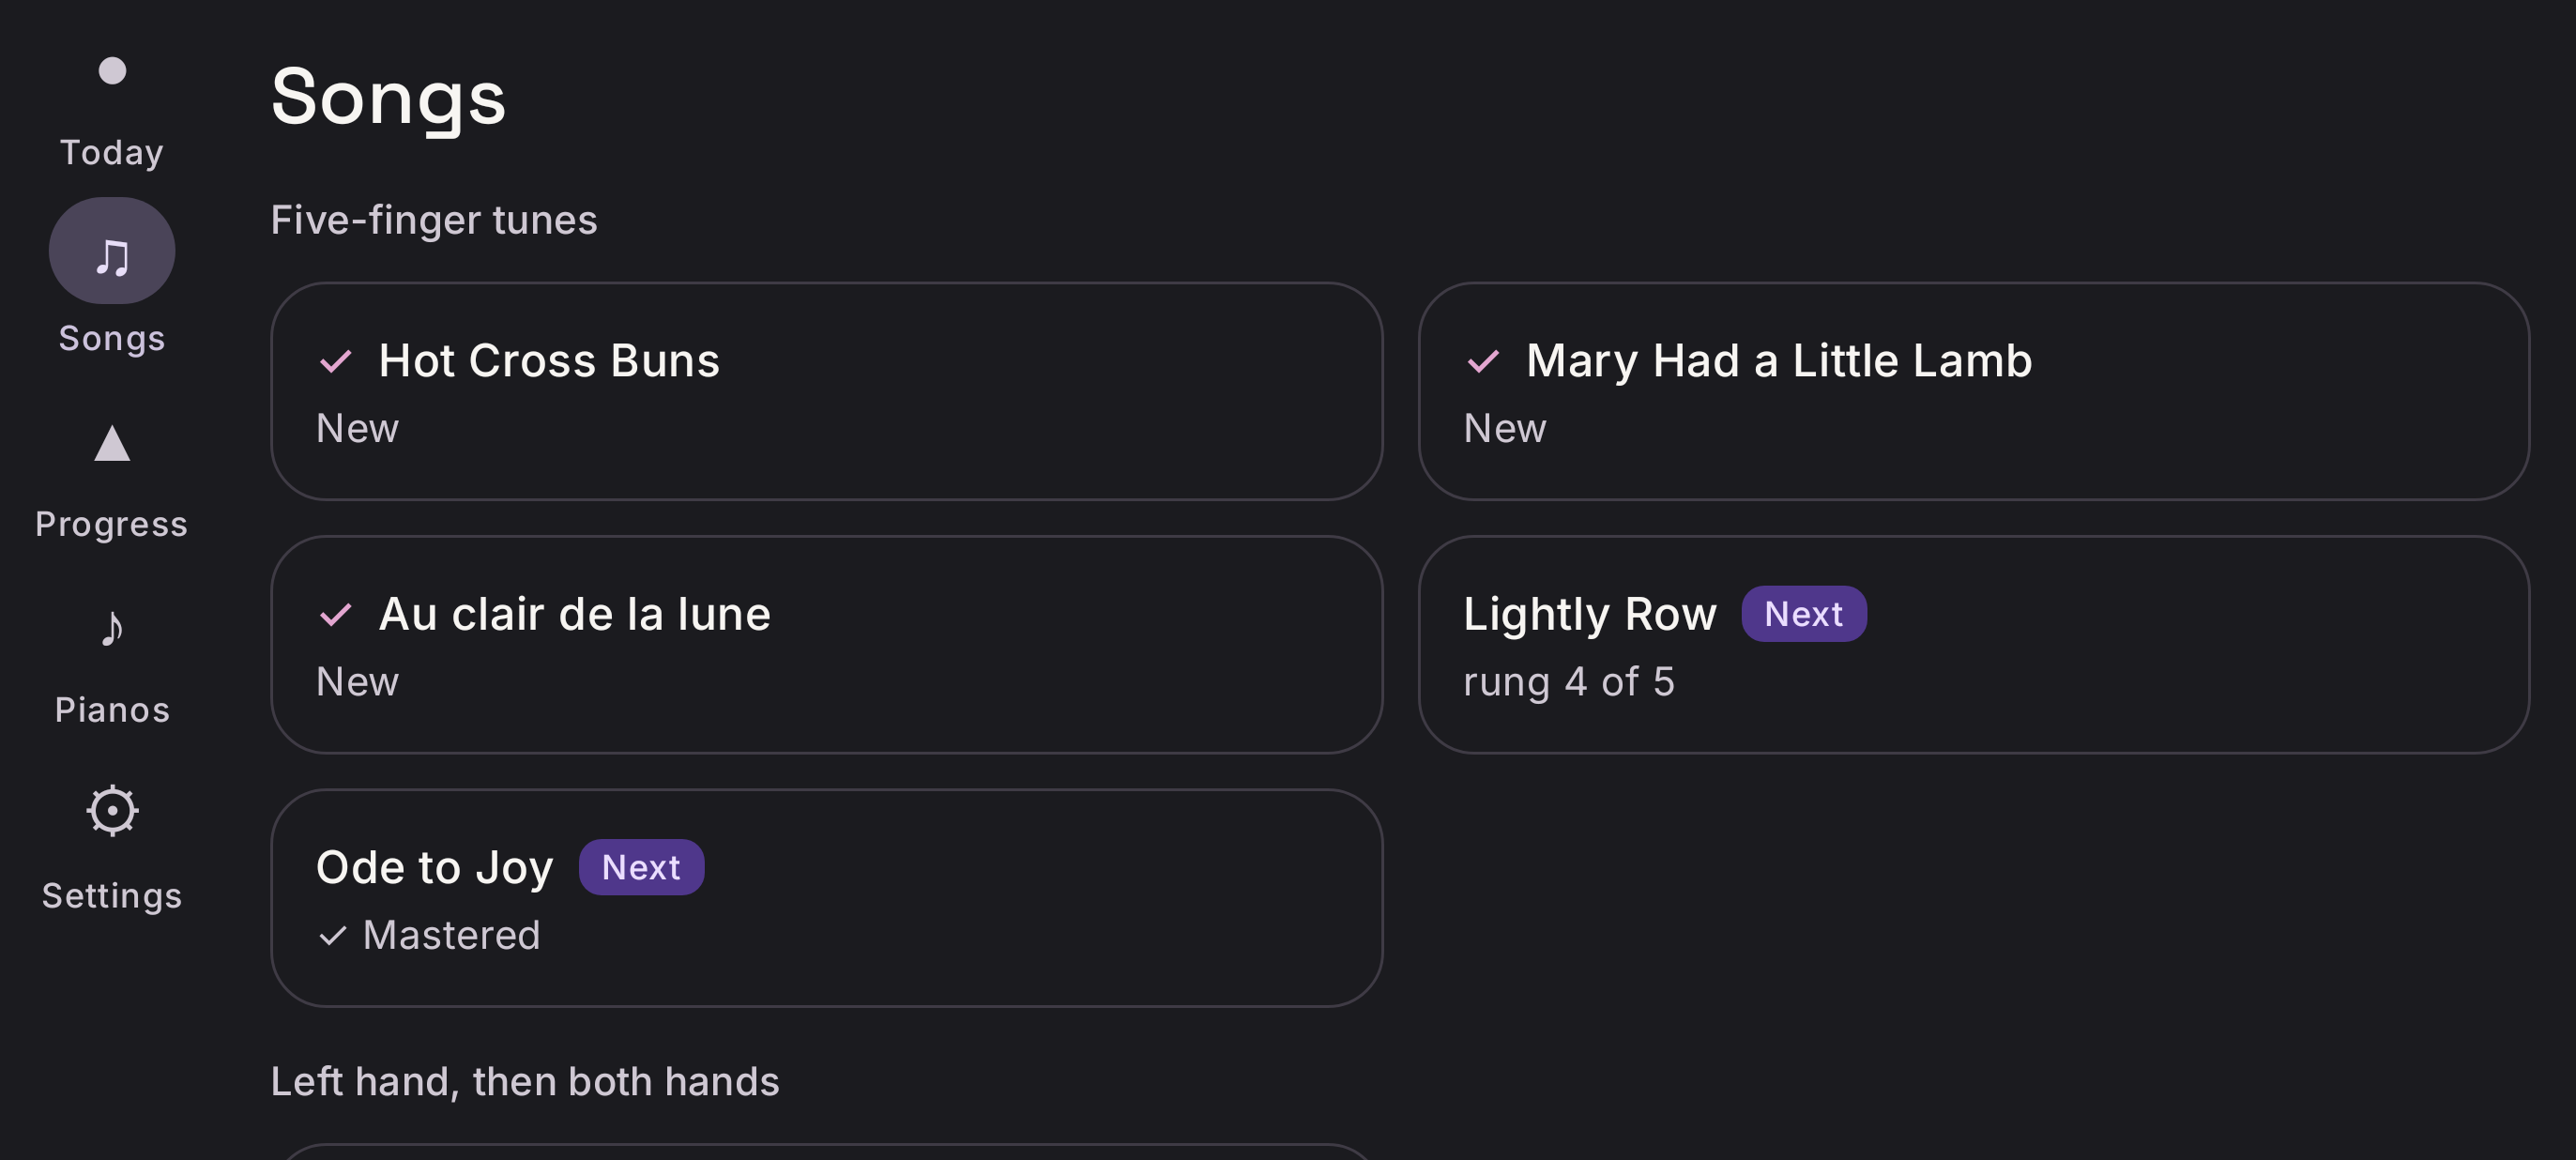 Today
Songs
Progress
Pianos
Settings
Songs
Five-finger tunes
✓ Hot Cross Buns
New
✓ Mary Had a Little Lamb
New
✓ Au clair de la lune
New
Lightly Row Next
rung 4 of 5
Ode to Joy Next
✓ Mastered
Left hand, then both hands